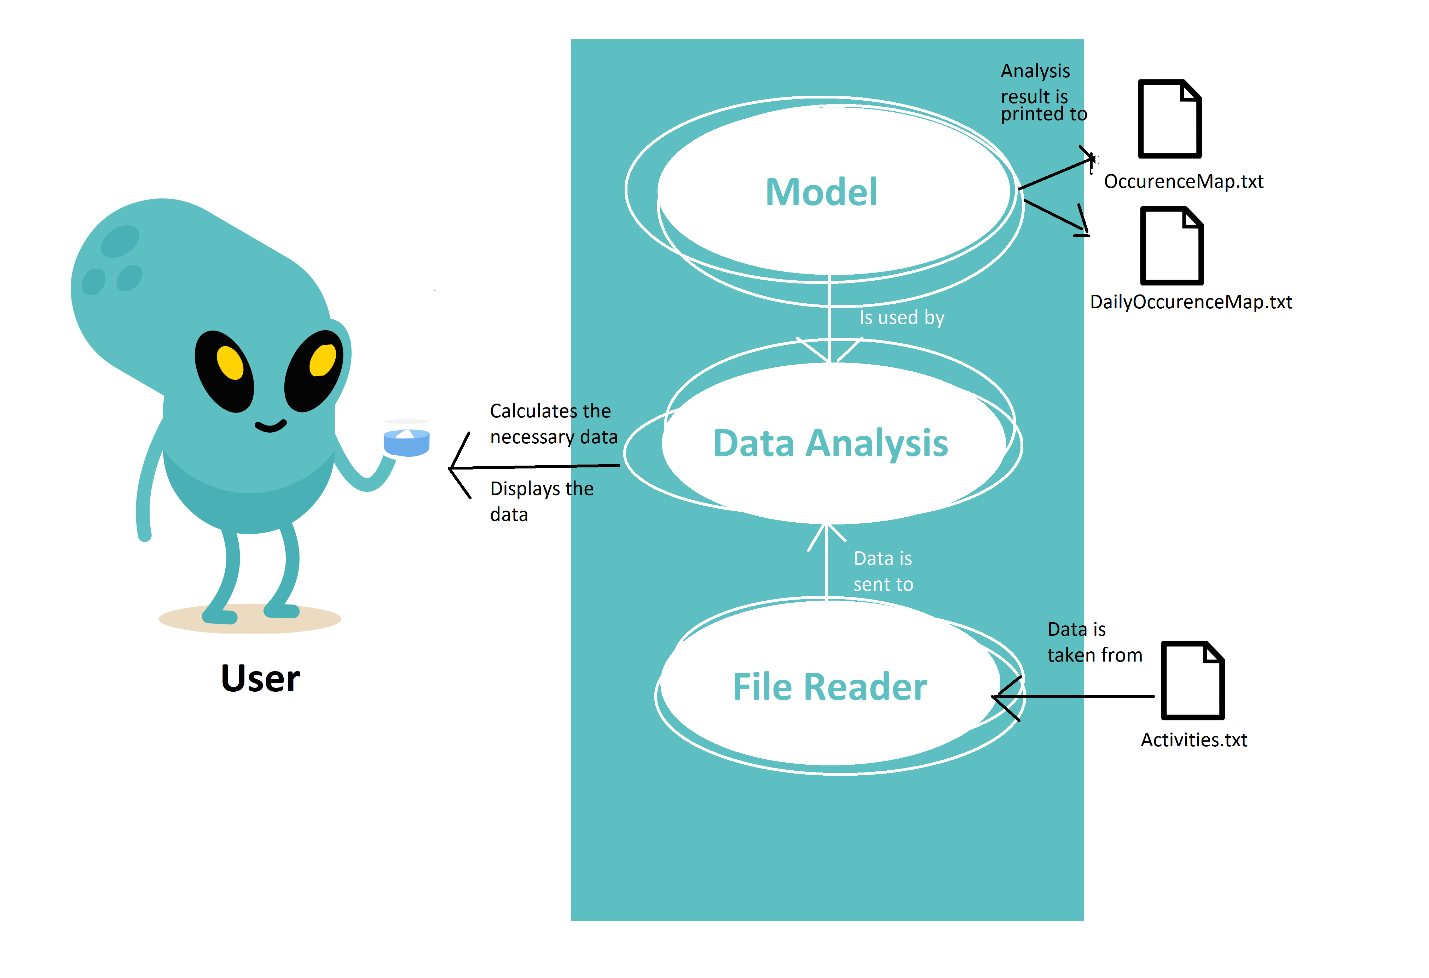 Analysis
result is
printed to
Model
OccurenceMap.txt
DailyOccurenceMap.txt
Is used by
Calculates the
necessary data
Data Analysis
Displays the
data
Data is
sent to
Data is
taken from
File Reader
User
Activities.txt